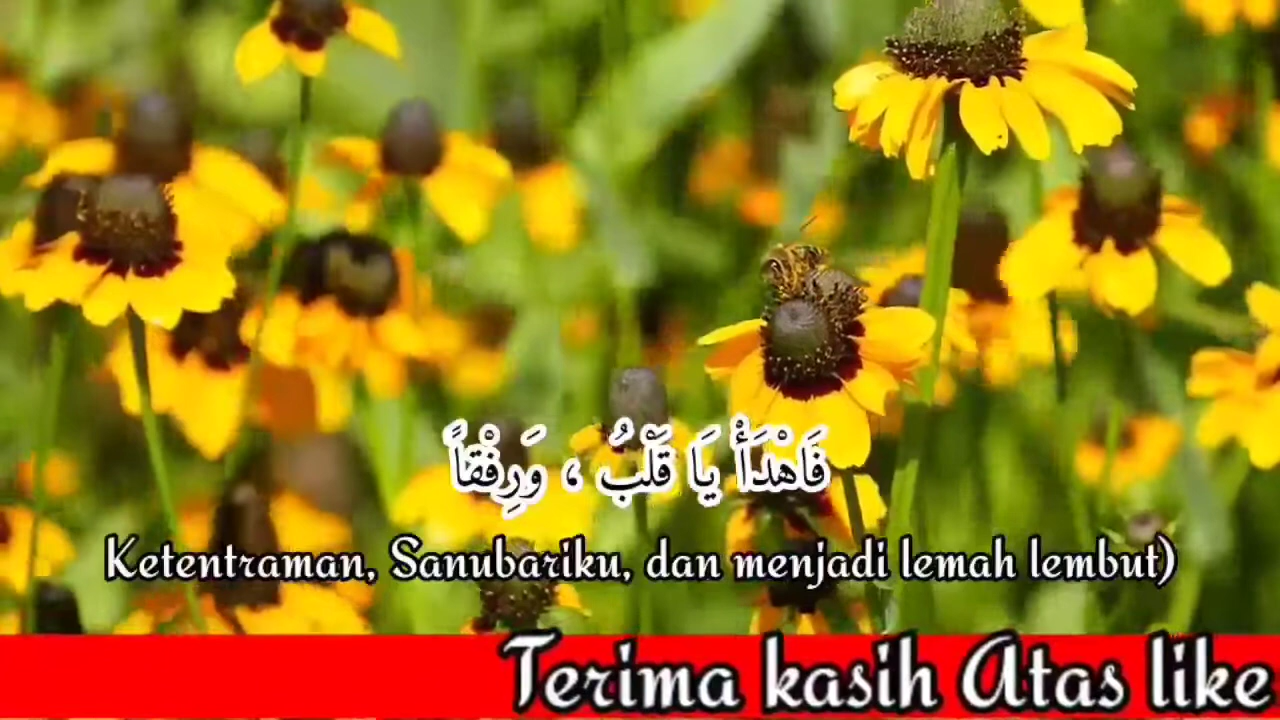 فَاهْدَأْ يَا قَلْبُ ، وَرِفْقاً
Ketentraman, Sanubariku, dan menjadi lemah lembut)
Terima kasih Atas like